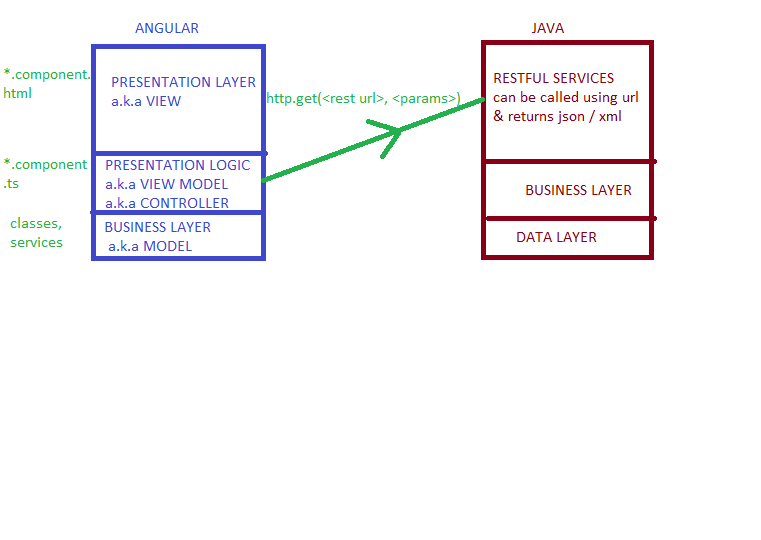 ANGULAR
JAVA
*.component.
html
PRESENTATION LAYER
a.k.a VIEW
http.get(<rest url>, <params>)
RESTFUL SERVICES
can be called using url
& returns json / xml
*.component
.ts
PRESENTATION LOGIC
a.k.a VIEW MODEL
a.k.a CONTROLLER
BUSINESS LAYER
classes,
services
BUSINESS LAYER
a.k.a MODEL
DATA LAYER